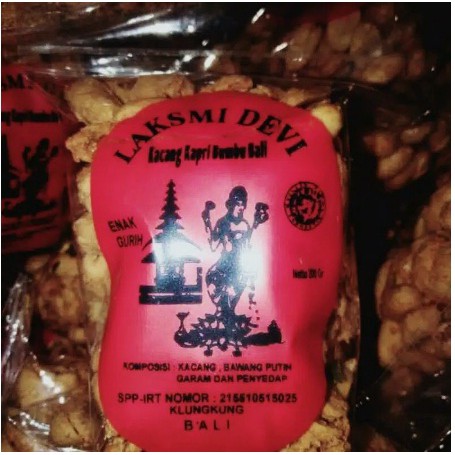 LAKSMI DEVI
Kacang Kapri Bumbu Bali
ENAK
GURIH
KOMPOSISI : KACANG, BAWANG PUTIH
GARAM DAN PENYEDAP
SPP-IRT NOMOR : 215510515025
KLUNGKUNG
BALI